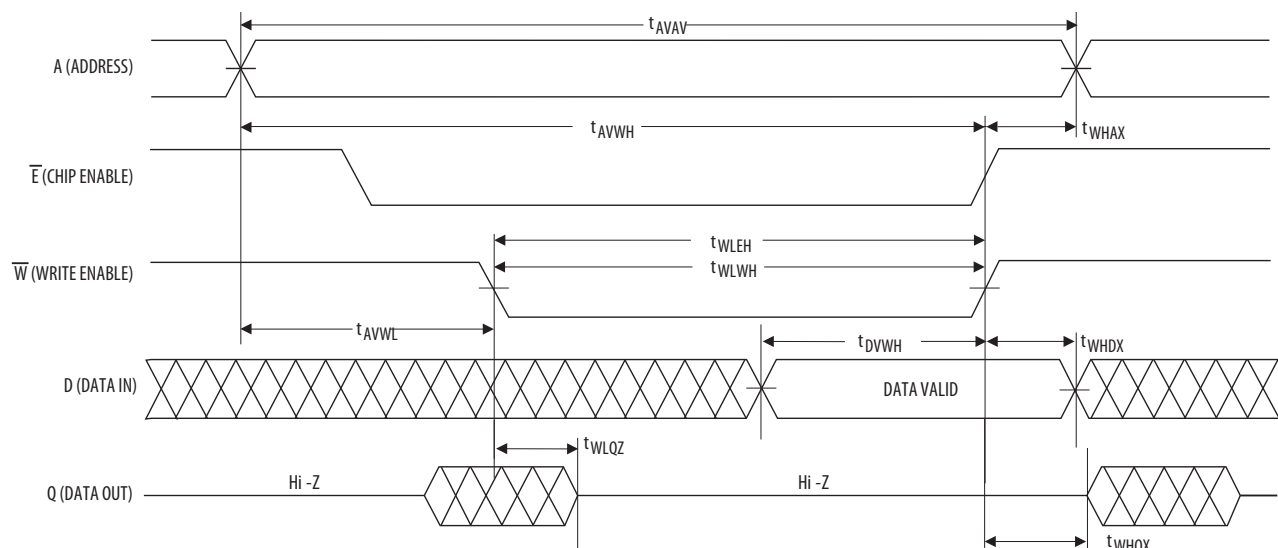 tAVAV
A (ADDRESS)
tAVWH
tWHAX
E (CHIP ENABLE)
tWLEH
W (WRITE ENABLE)
tWLWH
tAVWL
tDVWH
tWHDX
D (DATA IN)
DATA VALID
tWLQZ
Q (DATA OUT)
Hi -Z
Hi -Z
tWHQX